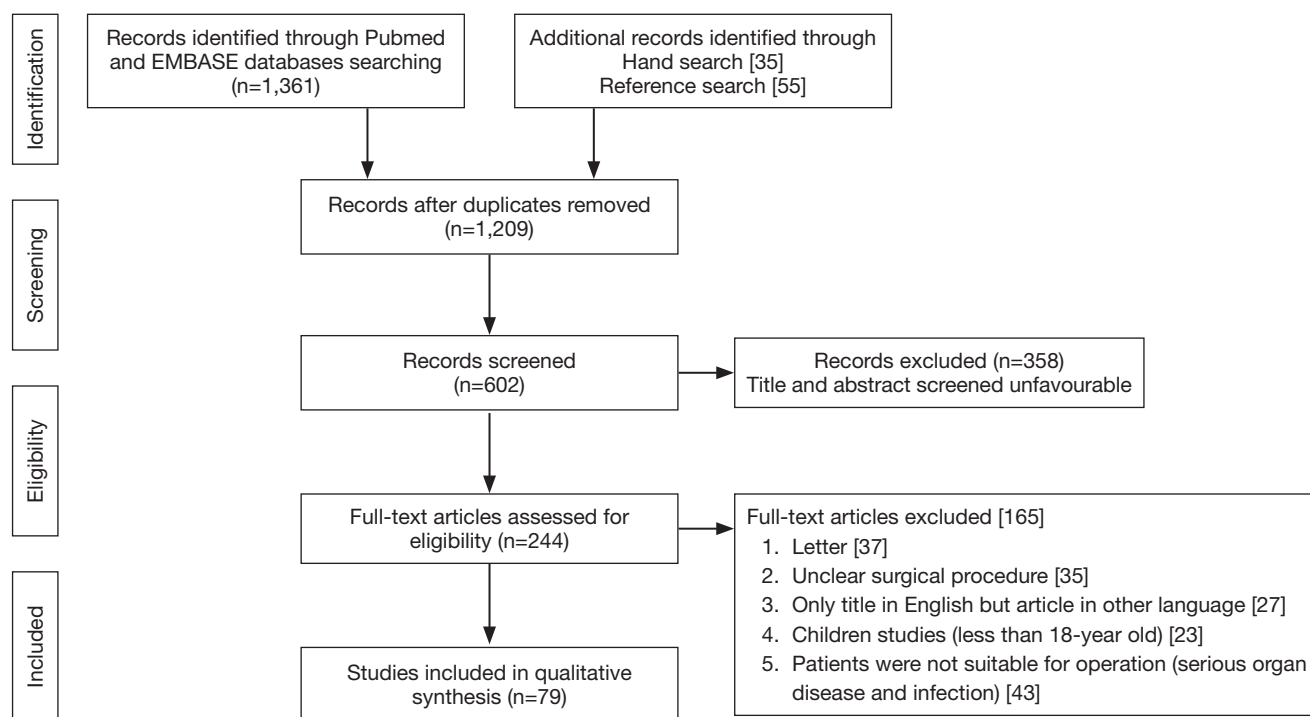 Identification
Records identified through Pubmed
and EMBASE databases searching
(n=1,361)
Additional records identified through
Hand search [35]
Reference search [55]
Screening
Records after duplicates removed
(n=1,209)
Records screened
(n=602)
Records excluded (n=358)
Title and abstract screened unfavourable
Eligibility
Full-text articles assessed for
eligibility (n=244)
Full-text articles excluded [165]
1. Letter [37]
2. Unclear surgical procedure [35]
3. Only title in English but article in other language [27]
4. Children studies (less than 18-year old) [23]
5. Patients were not suitable for operation (serious organ
disease and infection) [43]
Included
Studies included in qualitative
synthesis (n=79)